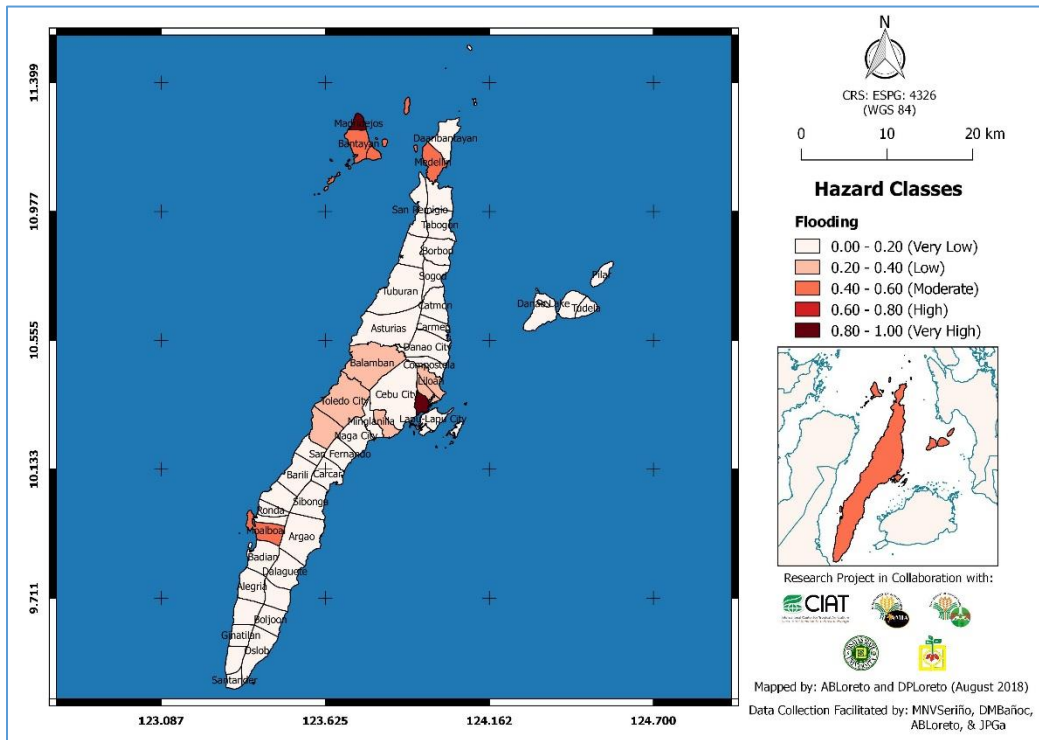 11.399
10.977
10.555
10.133
9.711
123.087
123.625
124.162
124.700
Bantayan
Daanbantayan
Medellin
San Remigio
Tabogon
Borbon
Sogod
Tuburan
Catmon
Asturias
Carmen
Danao City
Balamban
Compostela
Liloan
Cebu City
Toledo City
Lapu-Lapu City
Minglanilla
Naga City
San Fernando
Barili
Carcar
Sibonga
Ronda
Moalboal
Argao
Badian
Dalaguete
Alegria
Boljoon
Ginatilan
Oslob
Santander
Pilar
Tudela
N
CRS: ESPG: 4326
(WGS 84)
0 10 20 km
Hazard Classes
Flooding
0.00 - 0.20 (Very Low)
0.20 - 0.40 (Low)
0.40 - 0.60 (Moderate)
0.60 - 0.80 (High)
0.80 - 1.00 (Very High)
Research Project in Collaboration with:
CIAT
Mapped by: ABLoreto and DPLoreto (August 2018)
Data Collection Facilitated by: MNVSeriño, DMBañoc,
ABLoreto, & JPGa